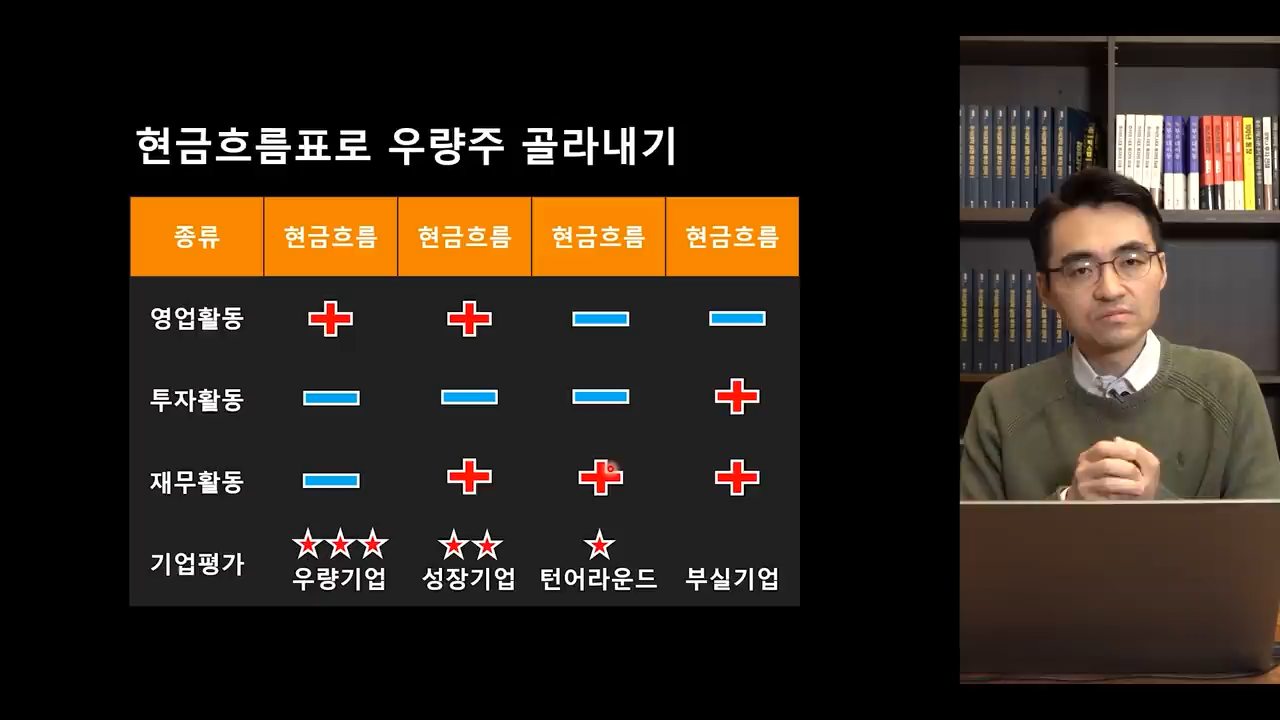 현금흐름표로 우량주 골라내기
종류 현금흐름 현금흐름 현금흐름 현금흐름
영업활동
투자활동
재무활동
기업평가 우량기업 성장기업 턴어라운드 부실기업